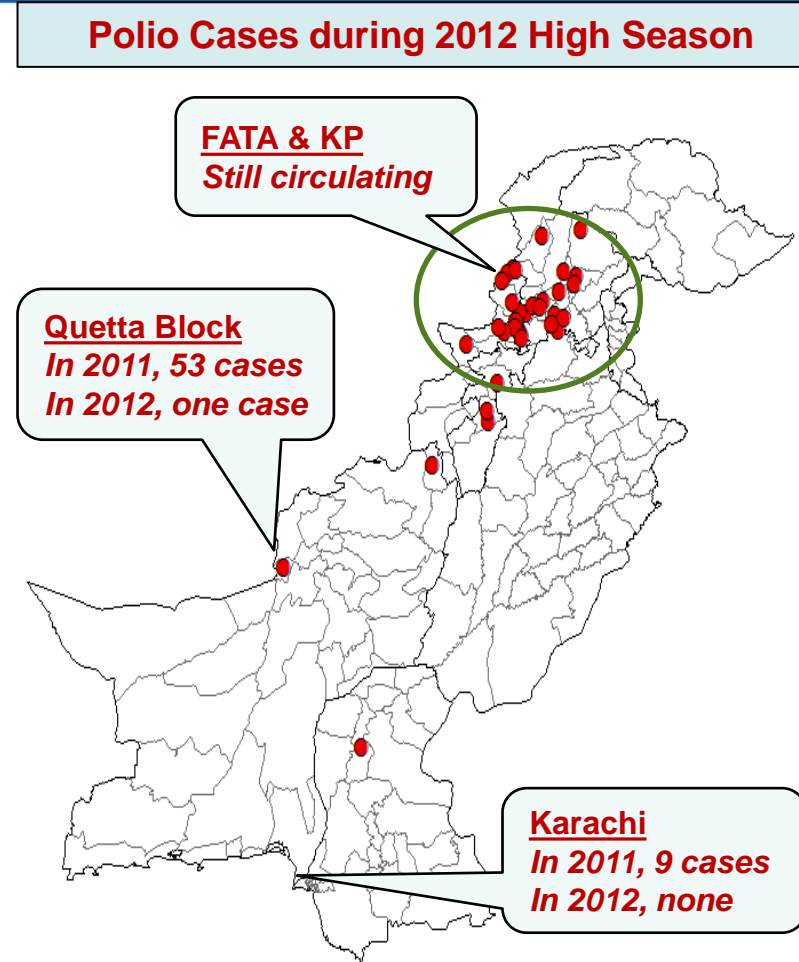 Polio Cases during 2012 High Season
FATA & KP
Still circulating
Quetta Block
In 2011, 53 cases
In 2012, one case
Karachi
In 2011, 9 cases
In 2012, none